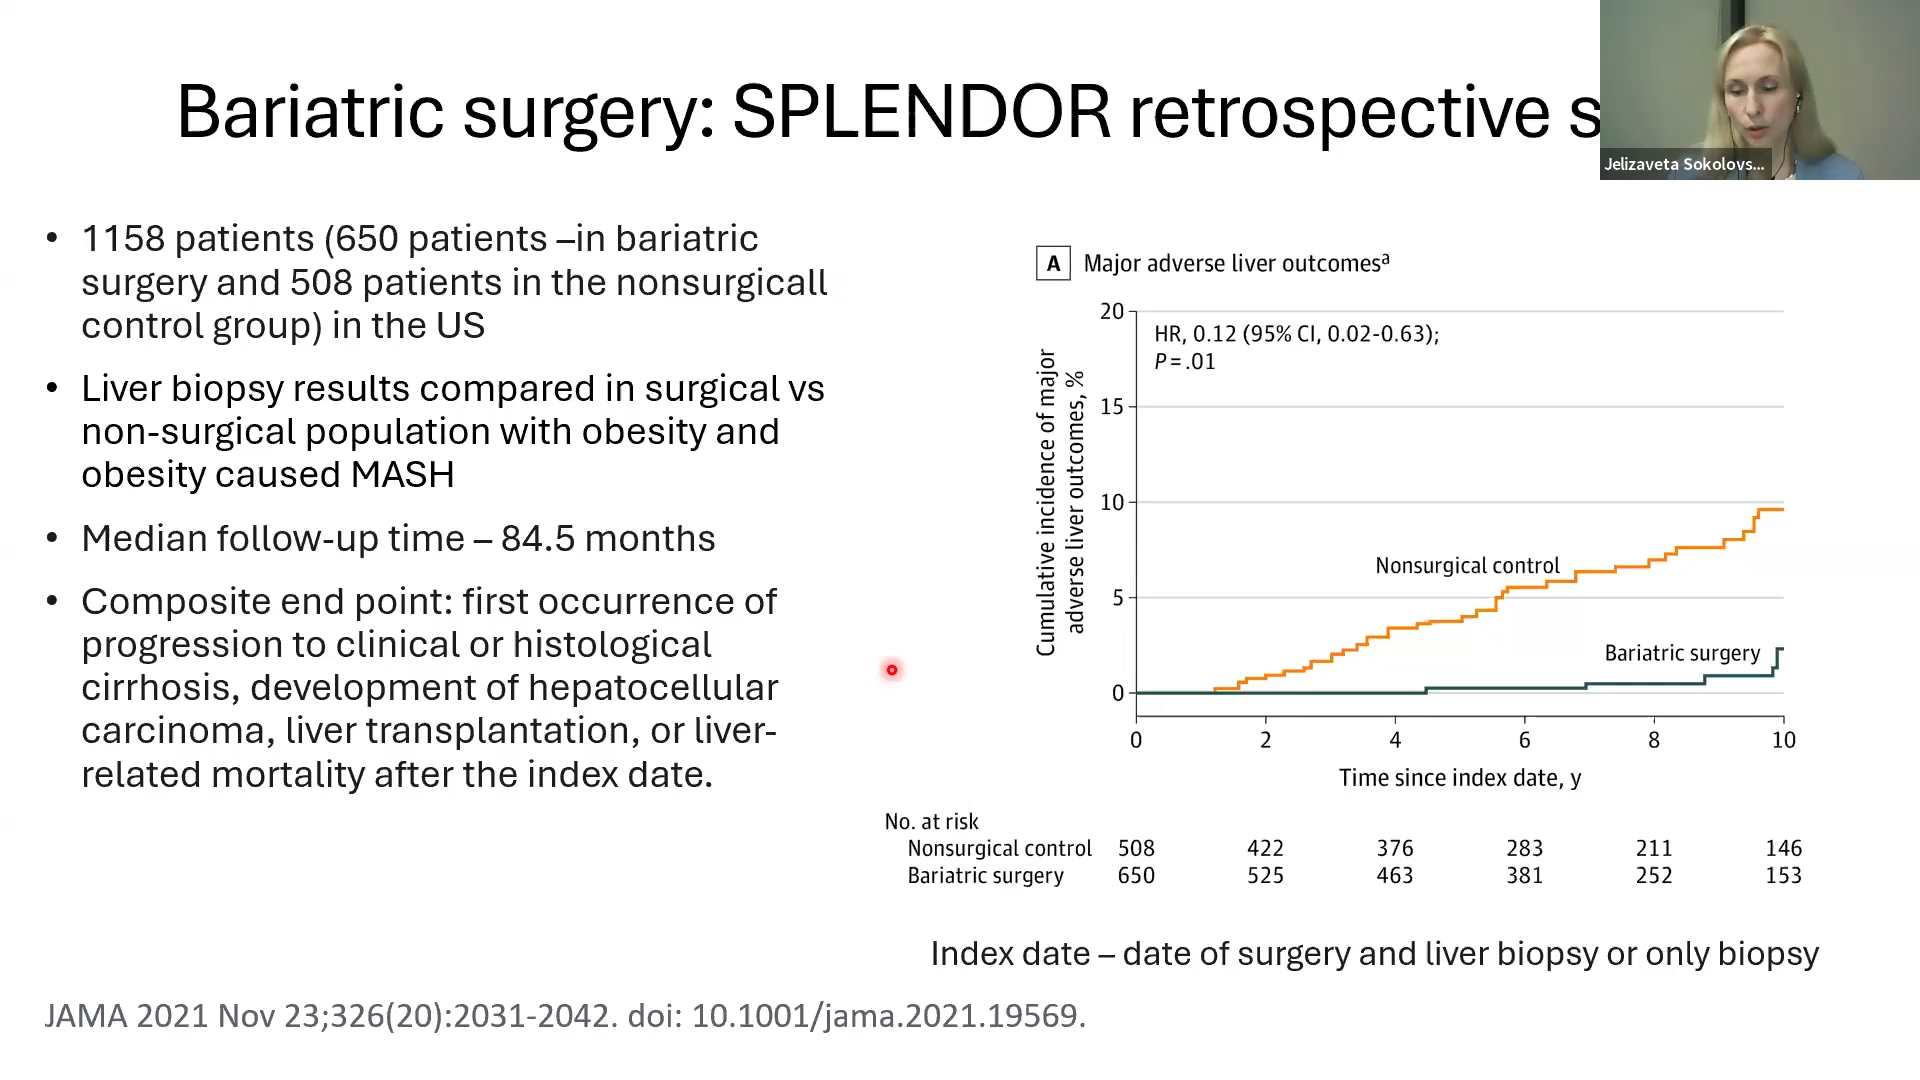 Bariatric surgery: SPLENDOR retrospective s
Jelizaveta Sokolovs...
• 1158 patients (650 patients –in bariatric
surgery and 508 patients in the nonsurgicall
control group) in the US
• Liver biopsy results compared in surgical vs
non-surgical population with obesity and
obesity caused MASH
• Median follow-up time – 84.5 months
• Composite end point: first occurrence of
progression to clinical or histological
cirrhosis, development of hepatocellular
carcinoma, liver transplantation, or liver-
related mortality after the index date.
A Major adverse liver outcomesᵃ
HR, 0.12 (95% CI, 0.02-0.63);
P = .01
Cumulative incidence of major
adverse liver outcomes, %
20
15
10
5
0
Nonsurgical control
Bariatric surgery
0 2 4 6 8 10
Time since index date, y
No. at risk
Nonsurgical control 508 422 376 283 211 146
Bariatric surgery 650 525 463 381 252 153
Index date – date of surgery and liver biopsy or only biopsy
JAMA 2021 Nov 23;326(20):2031-2042. doi: 10.1001/jama.2021.19569.